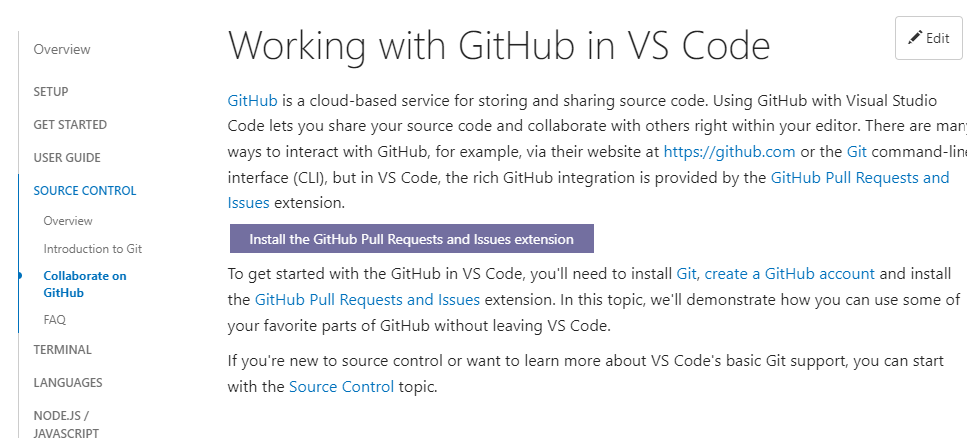 Overview
SETUP
GET STARTED
USER GUIDE
SOURCE CONTROL
Overview
Introduction to Git
Collaborate on
GitHub
FAQ
TERMINAL
LANGUAGES
NODE.JS /
JAVASCRIPT
Working with GitHub in VS Code
Edit
GitHub is a cloud-based service for storing and sharing source code. Using GitHub with Visual Studio
Code lets you share your source code and collaborate with others right within your editor. There are many
ways to interact with GitHub, for example, via their website at https://github.com or the Git command-line
interface (CLI), but in VS Code, the rich GitHub integration is provided by the GitHub Pull Requests and
Issues extension.
Install the GitHub Pull Requests and Issues extension
To get started with the GitHub in VS Code, you'll need to install Git, create a GitHub account and install
the GitHub Pull Requests and Issues extension. In this topic, we'll demonstrate how you can use some of
your favorite parts of GitHub without leaving VS Code.
If you're new to source control or want to learn more about VS Code's basic Git support, you can start
with the Source Control topic.